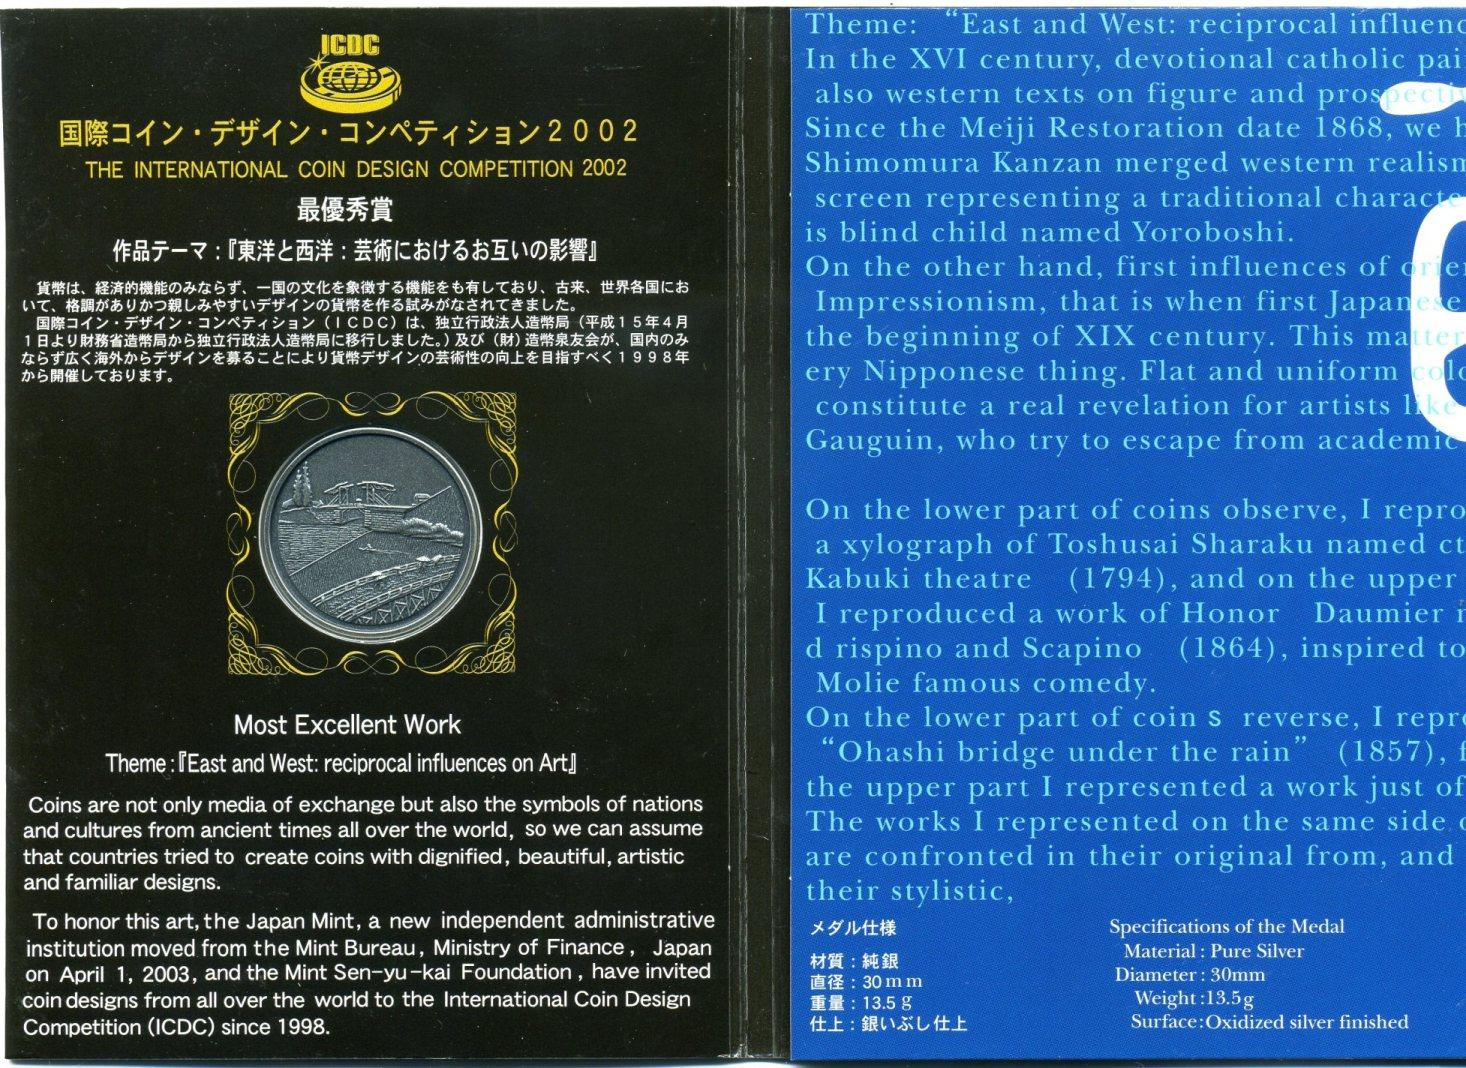 ICDC
国際コイン・デザイン・コンペティション２００２
THE INTERNATIONAL COIN DESIGN COMPETITION 2002
最優秀賞
作品テーマ：『東洋と西洋：芸術におけるお互いの影響』
貨幣は、経済的機能のみならず、一国の文化を象徴する機能をも有しており、古来、世界各国にお
いて、格調がありかつ親しみやすいデザインの貨幣を作る試みがなされてきました。
国際コイン・デザイン・コンペティション（ＩＣＤＣ）は、独立行政法人造幣局（平成１５年４月
１日より財務省造幣局から独立行政法人造幣局に移行しました。）及び（財）造幣泉友会が、国内のみ
ならず広く海外からデザインを募ることにより貨幣デザインの芸術性の向上を目指すべく１９９８年
から開催しております。
Most Excellent Work
Theme:『East and West: reciprocal influences on Art』
Coins are not only media of exchange but also the symbols of nations
and cultures from ancient times all over the world, so we can assume
that countries tried to create coins with dignified, beautiful, artistic
and familiar designs.
To honor this art, the Japan Mint, a new independent administrative
institution moved from the Mint Bureau, Ministry of Finance, Japan
on April 1, 2003, and the Mint Sen-yu-kai Foundation, have invited
coin designs from all over the world to the International Coin Design
Competition (ICDC) since 1998.
Theme: “East and West: reciprocal influenc
In the XVI century, devotional catholic pai
also western texts on figure and prospectiv
Since the Meiji Restoration date 1868, we h
Shimomura Kanzan merged western realism
screen representing a traditional characte
is blind child named Yoroboshi.
On the other hand, first influences of orien
Impressionism, that is when first Japanese
the beginning of XIX century. This matter
ery Nipponese thing. Flat and uniform colo
constitute a real revelation for artists like
Gauguin, who try to escape from academic
On the lower part of coins observe, I repro
a xylograph of Toshusai Sharaku named ct
Kabuki theatre (1794), and on the upper
I reproduced a work of Honor Daumier
d rispino and Scapino (1864), inspired to
Molie famous comedy.
On the lower part of coin s reverse, I repr
“Ohashi bridge under the rain” (1857), f
the upper part I represented a work just of
The works I represented on the same side
are confronted in their original from, and
their stylistic,
メダル仕様
材質：純銀
直径：30mm
重量：13.5g
仕上：銀いぶし仕上
Specifications of the Medal
Material : Pure Silver
Diameter : 30mm
Weight :13.5g
Surface:Oxidized silver finished